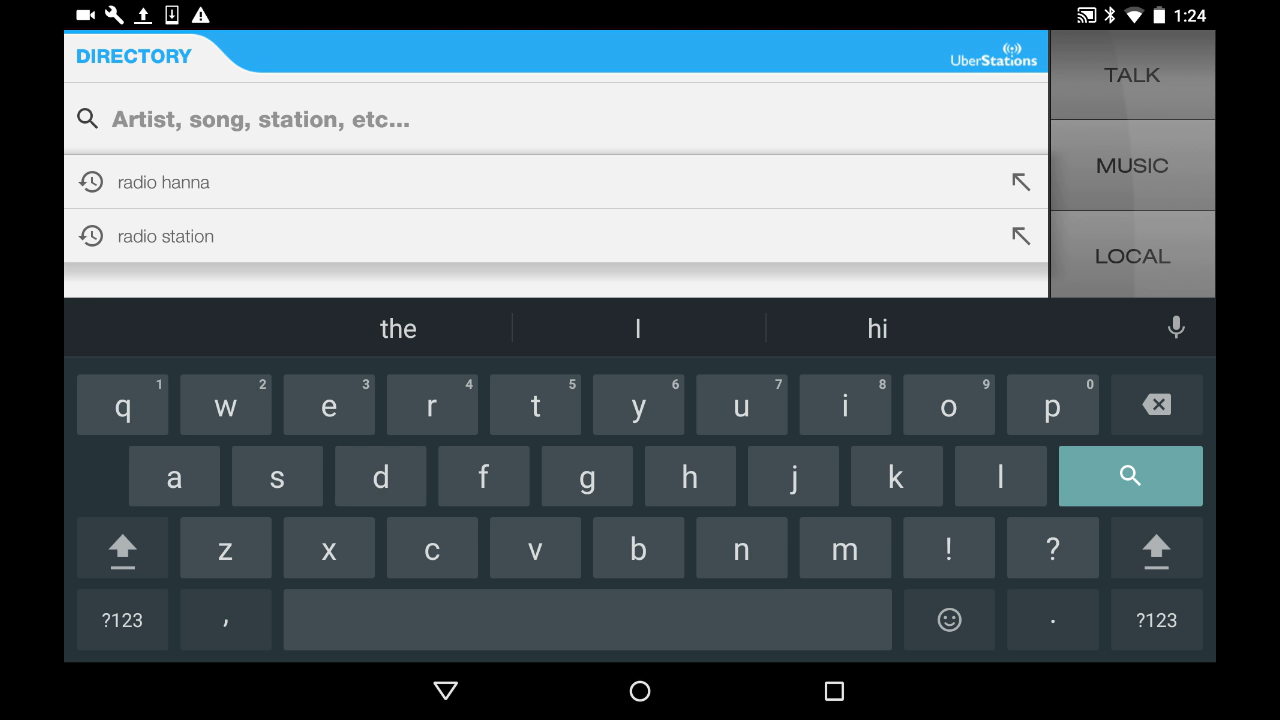 1:24
DIRECTORY
UberStations
Artist, song, station, etc...
radio hanna
radio station
TALK
MUSIC
LOCAL
the I hi
q 1 w 2 e 3 r 4 t 5 y 6 u 7 i 8 o 9 p 0
a s d f g h j k l
z x c v b n m ! ?
?123 , . ?123